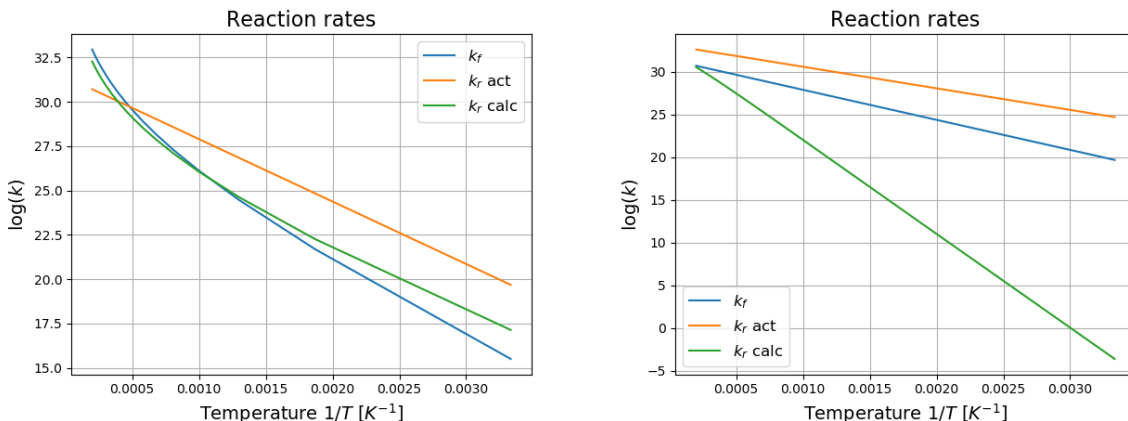 Reaction rates
32.5
30.0
27.5
25.0
22.5
20.0
17.5
15.0
log(k)
k_f
k_r act
k_r calc
0.0005 0.0010 0.0015 0.0020 0.0025 0.0030
Temperature 1/T [K⁻¹]
Reaction rates
30
25
20
15
10
5
0
−5
log(k)
k_f
k_r act
k_r calc
0.0005 0.0010 0.0015 0.0020 0.0025 0.0030
Temperature 1/T [K⁻¹]